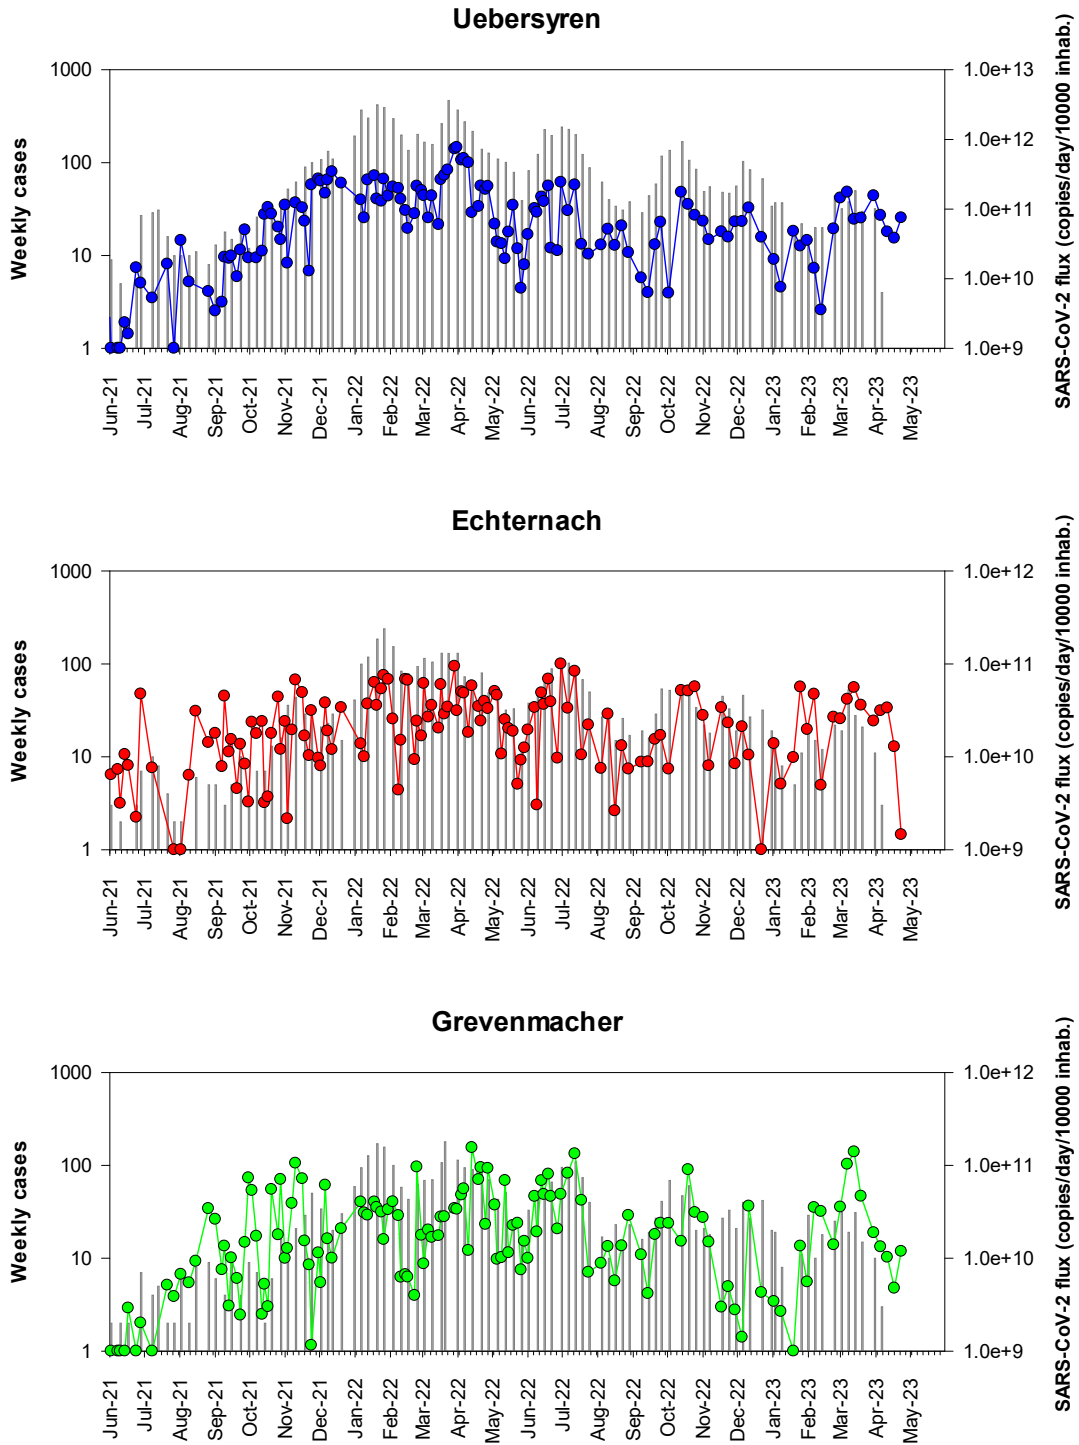 Uebersyren
Weekly cases
SARS-CoV-2 flux (copies/day/10000 inhab.)
1000
100
10
1
1.0e+13
1.0e+12
1.0e+11
1.0e+10
1.0e+9
Jun-21
Jul-21
Aug-21
Sep-21
Oct-21
Nov-21
Dec-21
Jan-22
Feb-22
Mar-22
Apr-22
May-22
Jun-22
Jul-22
Aug-22
Sep-22
Oct-22
Nov-22
Dec-22
Jan-23
Feb-23
Mar-23
Apr-23
May-23
Echternach
Weekly cases
SARS-CoV-2 flux (copies/day/10000 inhab.)
1000
100
10
1
1.0e+12
1.0e+11
1.0e+10
1.0e+9
Jun-21
Jul-21
Aug-21
Sep-21
Oct-21
Nov-21
Dec-21
Jan-22
Feb-22
Mar-22
Apr-22
May-22
Jun-22
Jul-22
Aug-22
Sep-22
Oct-22
Nov-22
Dec-22
Jan-23
Feb-23
Mar-23
Apr-23
May-23
Grevenmacher
Weekly cases
SARS-CoV-2 flux (copies/day/10000 inhab.)
1000
100
10
1
1.0e+12
1.0e+11
1.0e+10
1.0e+9
Jun-21
Jul-21
Aug-21
Sep-21
Oct-21
Nov-21
Dec-21
Jan-22
Feb-22
Mar-22
Apr-22
May-22
Jun-22
Jul-22
Aug-22
Sep-22
Oct-22
Nov-22
Dec-22
Jan-23
Feb-23
Mar-23
Apr-23
May-23